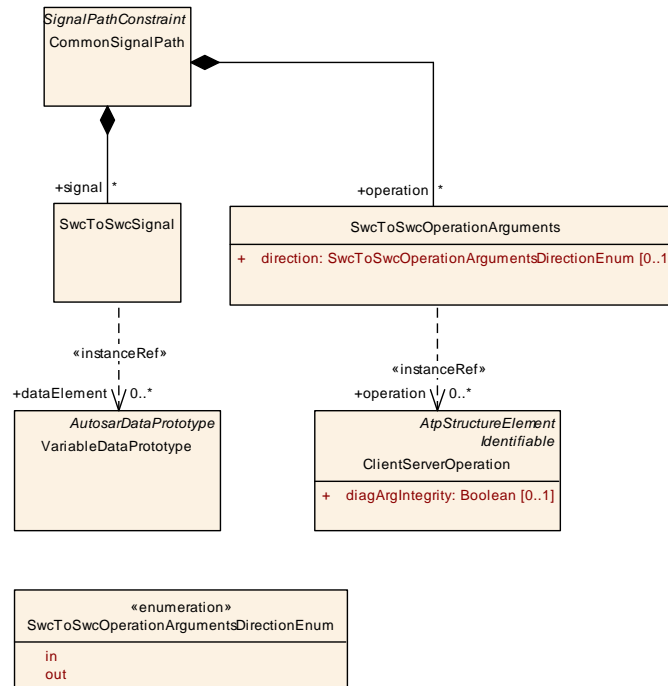 SignalPathConstraint
CommonSignalPath
+signal *
+operation *
SwcToSwcSignal
SwcToSwcOperationArguments
+ direction: SwcToSwcOperationArgumentsDirectionEnum [0..1
«instanceRef»
«instanceRef»
+dataElement 0..*
+operation 0..*
AutosarDataPrototype
VariableDataPrototype
AtpStructureElement
Identifiable
ClientServerOperation
+ diagArgIntegrity: Boolean [0..1]
«enumeration»
SwcToSwcOperationArgumentsDirectionEnum
in
out